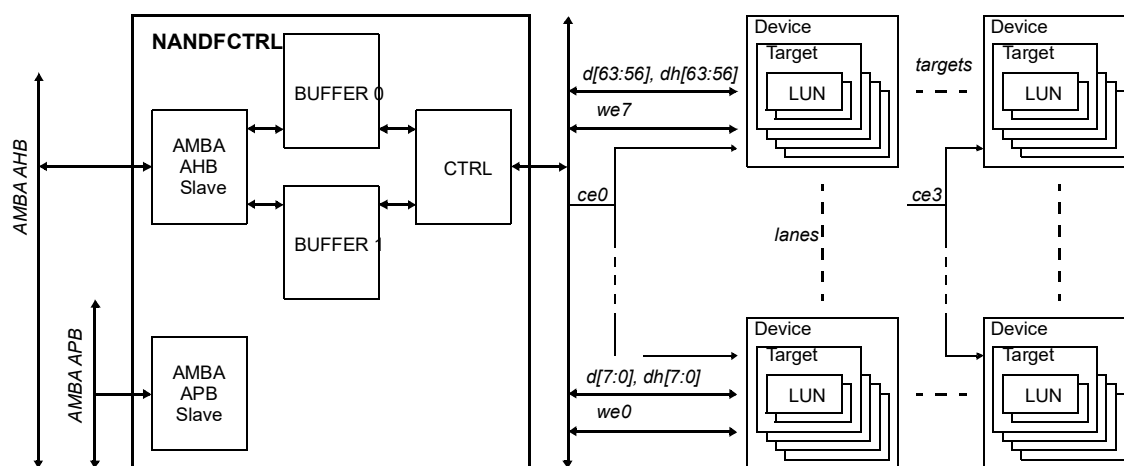 NANDFCTRL
BUFFER 0
AMBA
AHB
Slave
CTRL
BUFFER 1
AMBA
APB
Slave
AMBA AHB
AMBA APB
d[63:56], dh[63:56]
we7
ce0
d[7:0], dh[7:0]
we0
Device
Target
LUN
targets
Device
Target
LUN
lanes
ce3
Device
Target
LUN
Device
Target
LUN